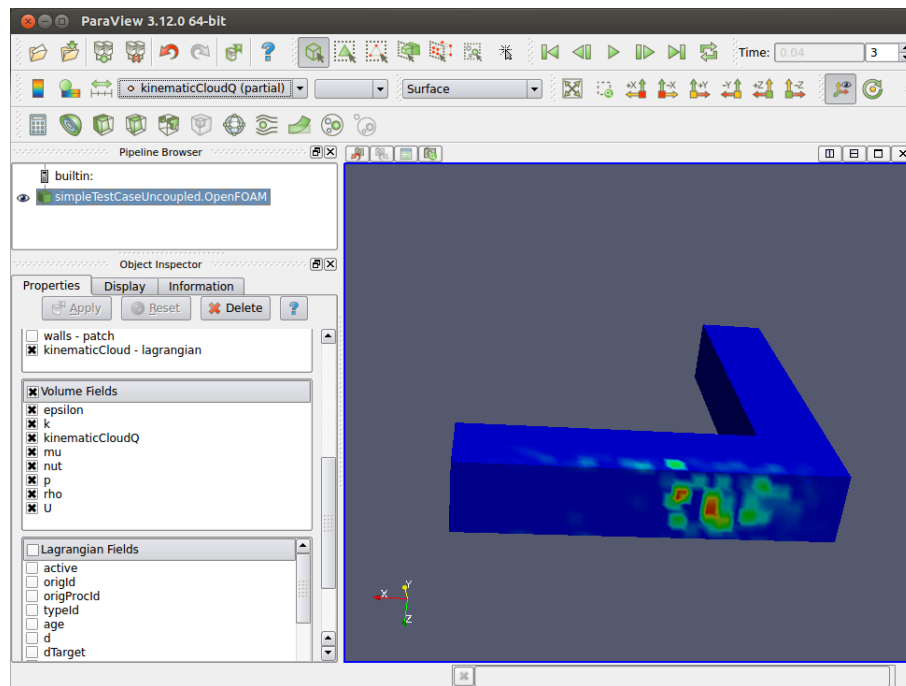 ParaView 3.12.0 64-bit
Time: 0.04 3
kinematicCloudQ (partial) Surface
+X -X +Y -Y +Z -Z
Pipeline Browser
builtin:
simpleTestCaseUncoupled.OpenFOAM
Object Inspector
Properties Display Information
Apply Reset Delete ?
walls - patch
kinematicCloud - lagrangian
Volume Fields
epsilon
k
kinematicCloudQ
mu
nut
p
rho
U
Lagrangian Fields
active
origId
origProcId
typeId
age
d
dTarget
X
Y
Z